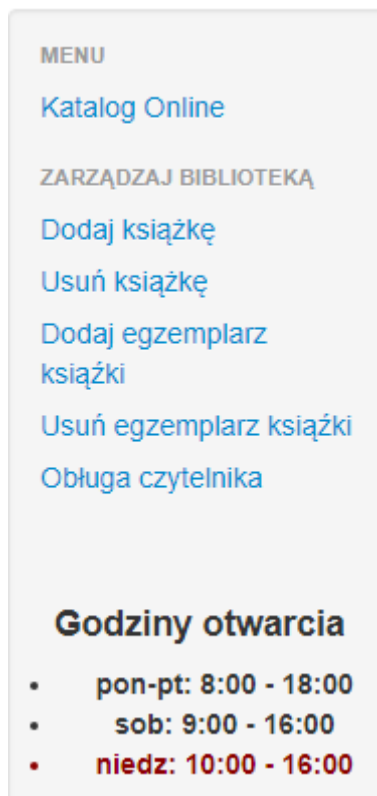 MENU
Katalog Online
ZARZĄDZAJ BIBLIOTEKĄ
Dodaj książkę
Usuń książkę
Dodaj egzemplarz
książki
Usuń egzemplarz książki
Obługa czytelnika
Godziny otwarcia
• pon-pt: 8:00 - 18:00
• sob: 9:00 - 16:00
• niedz: 10:00 - 16:00